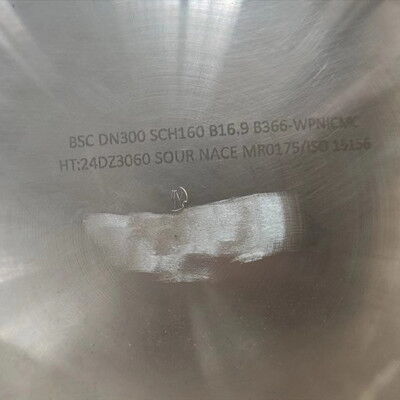 BSC DN300 SCH160 B16.9 B366-WPNICMC
HT:24DZ3060 SOUR NACE MR0175/ISO 15156